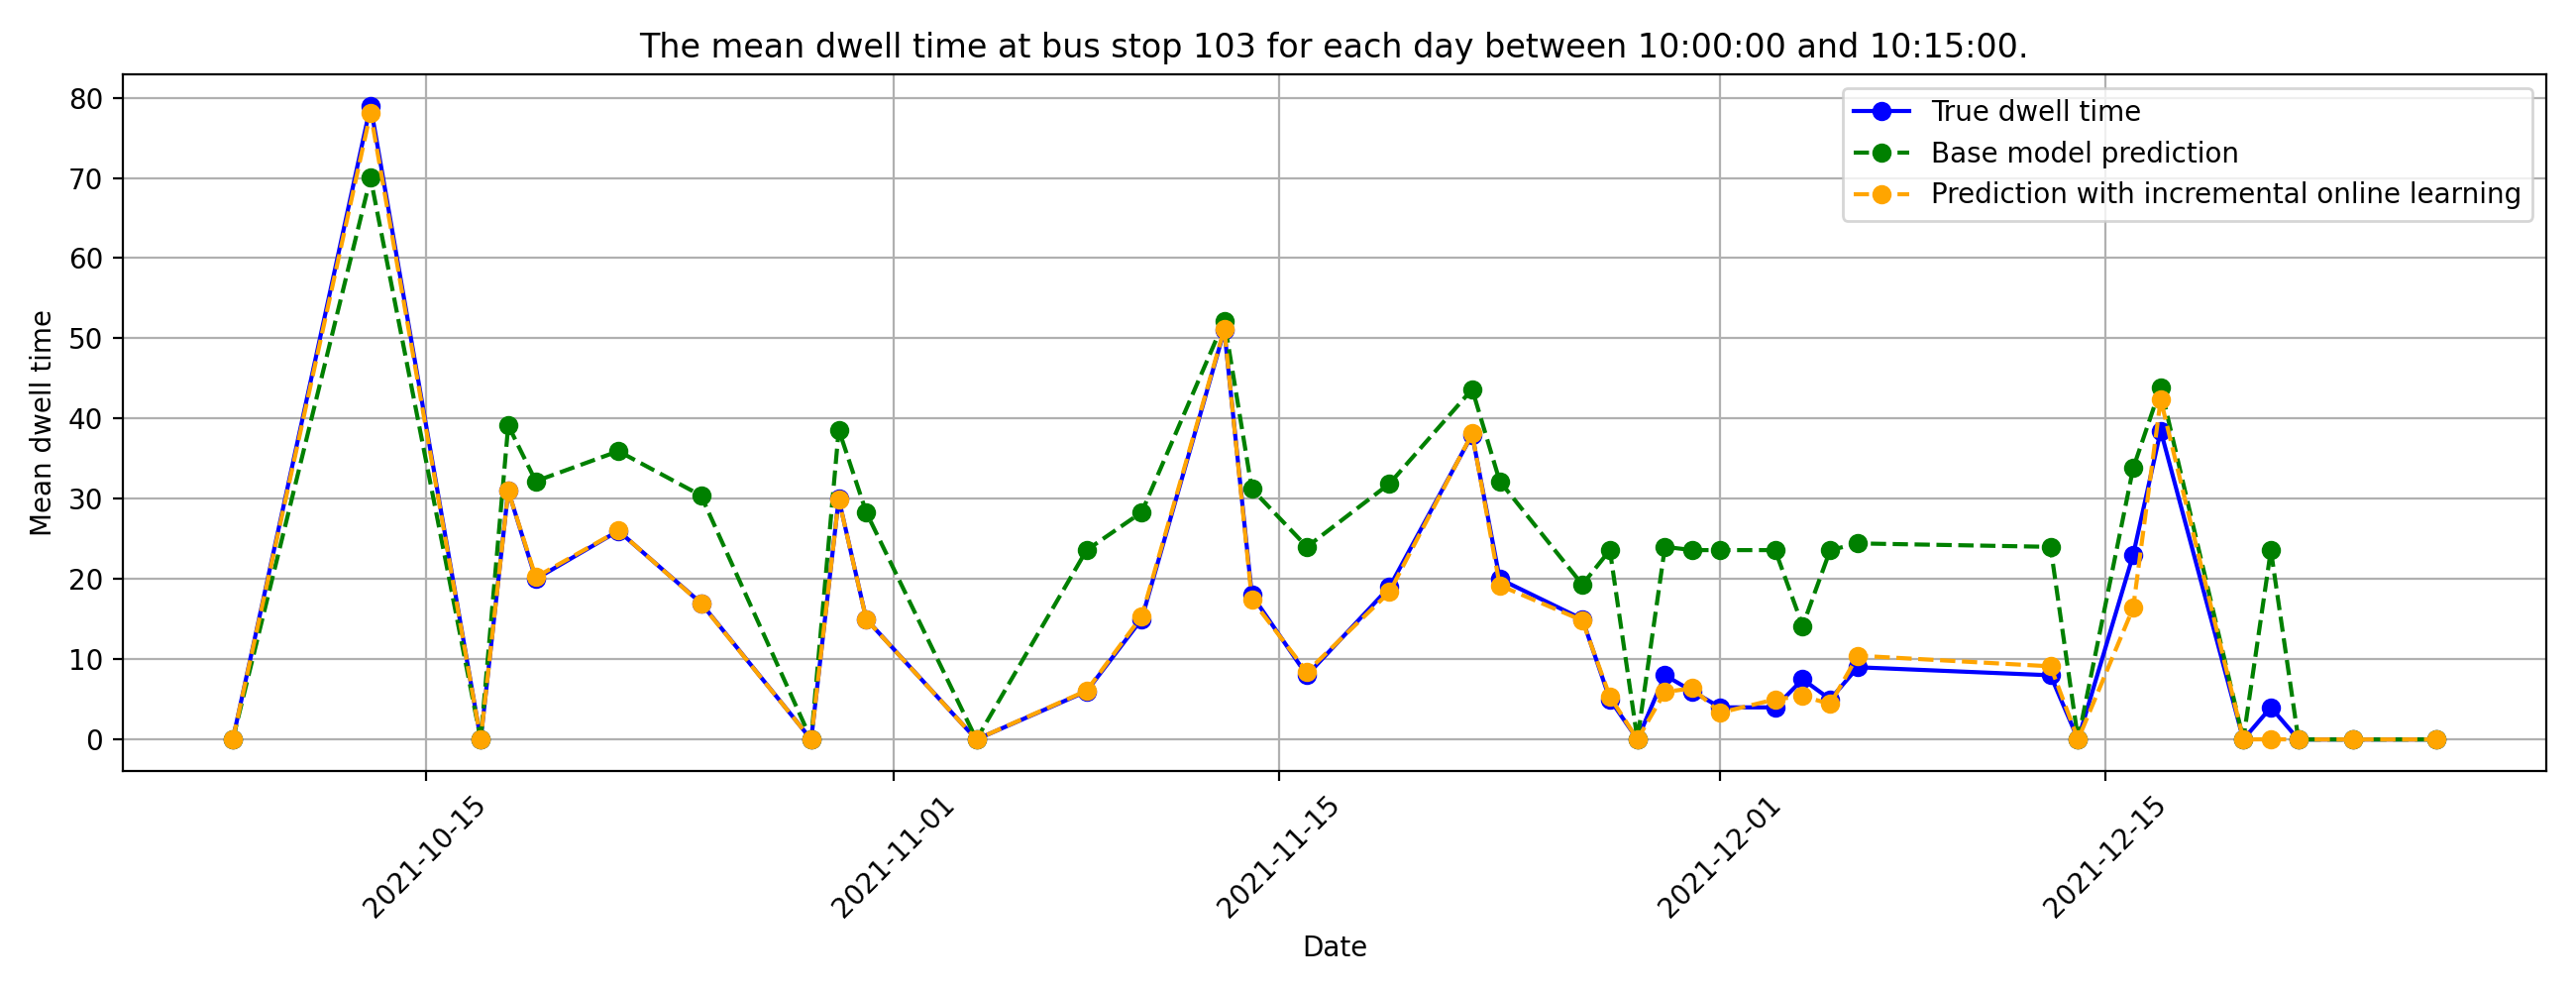 The mean dwell time at bus stop 103 for each day between 10:00:00 and 10:15:00.
True dwell time
Base model prediction
Prediction with incremental online learning
Mean dwell time
80
70
60
50
40
30
20
10
0
2021-10-15
2021-11-01
2021-11-15
2021-12-01
2021-12-15
Date